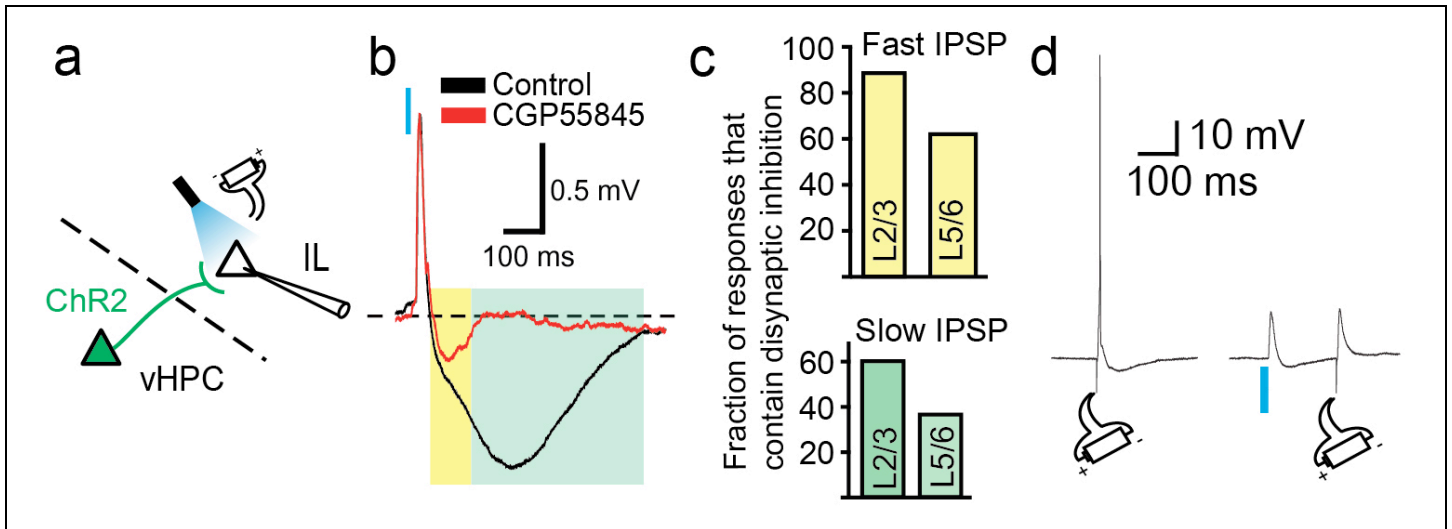 a
ChR2
vHPC
IL
+
-
b
Control
CGP55845
0.5 mV
100 ms
c
Fraction of responses that
contain disynaptic inhibition
Fast IPSP
100
80
60
40
20
L2/3
L5/6
Slow IPSP
60
40
20
L2/3
L5/6
d
10 mV
100 ms
+
-
+
-